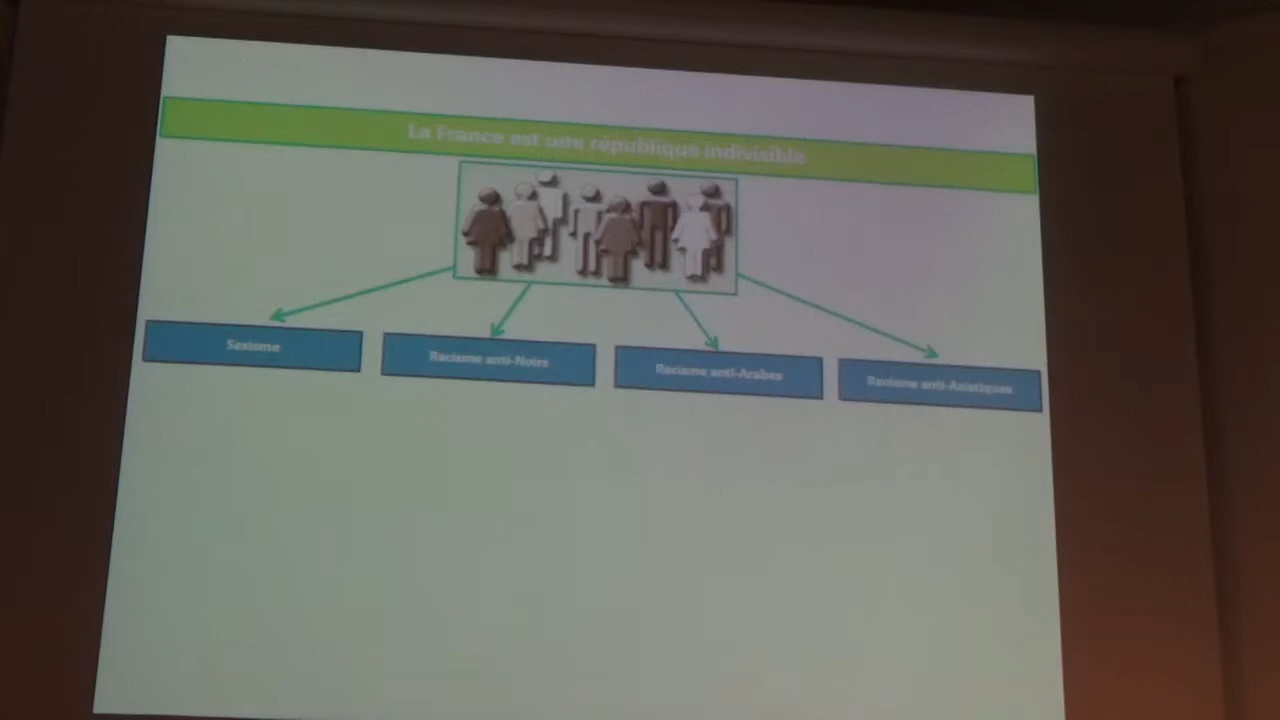 La France est une république indivisible
Sexisme
Racisme anti-Noirs
Racisme anti-Arabes
Racisme anti-Asiatiques